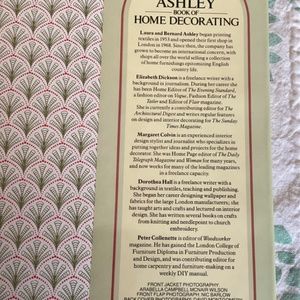 ASHLEY
BOOK OF
HOME DECORATING
Laura and Bernard Ashley began printing
textiles in 1953 and opened their first shop in
London in 1968. Since then, the company has
grown to become an international concern, with
shops all over the world selling a collection
of home furnishings epitomizing English
country life.
Elizabeth Dickson is a freelance writer with a
background in journalism. During her career she
has been Home Editor of The Evening Standard,
a fashion editor on Vogue, Fashion Editor of The
Tatler and Editor of Flair magazine.
She is currently a contributing editor to The
Architectural Digest and writes regular features
on design and interior decorating for The Sunday
Times Magazine.
Margaret Colvin is an experienced interior
design stylist and journalist who specializes in
putting together ideas and projects for the home
decorator. She was Home Page editor of The Daily
Telegraph Magazine and Woman for many years,
and now works for many of the leading magazines
in a freelance capacity.
Dorothea Hall is a freelance writer with a
background in textiles, teaching and publishing.
She began her career designing wallpaper and
fabrics for the large London manufacturers; she
has taught art and crafts at London colleges.
She has written several books on crafts from
knitting and needlepoint to church
embroidery.
Peter Collenette is editor of Woodworker
magazine. He has gained the London College
of Furniture Diploma in Furniture Production
and Design, and was contributing editor for
home carpentry and furniture-making on a
weekly DIY manual.
FRONT JACKET PHOTOGRAPHY
ARABELLA CAMPBELL MCNAIR WILSON
FRONT FLAP PHOTOGRAPHY NIC BARLOW